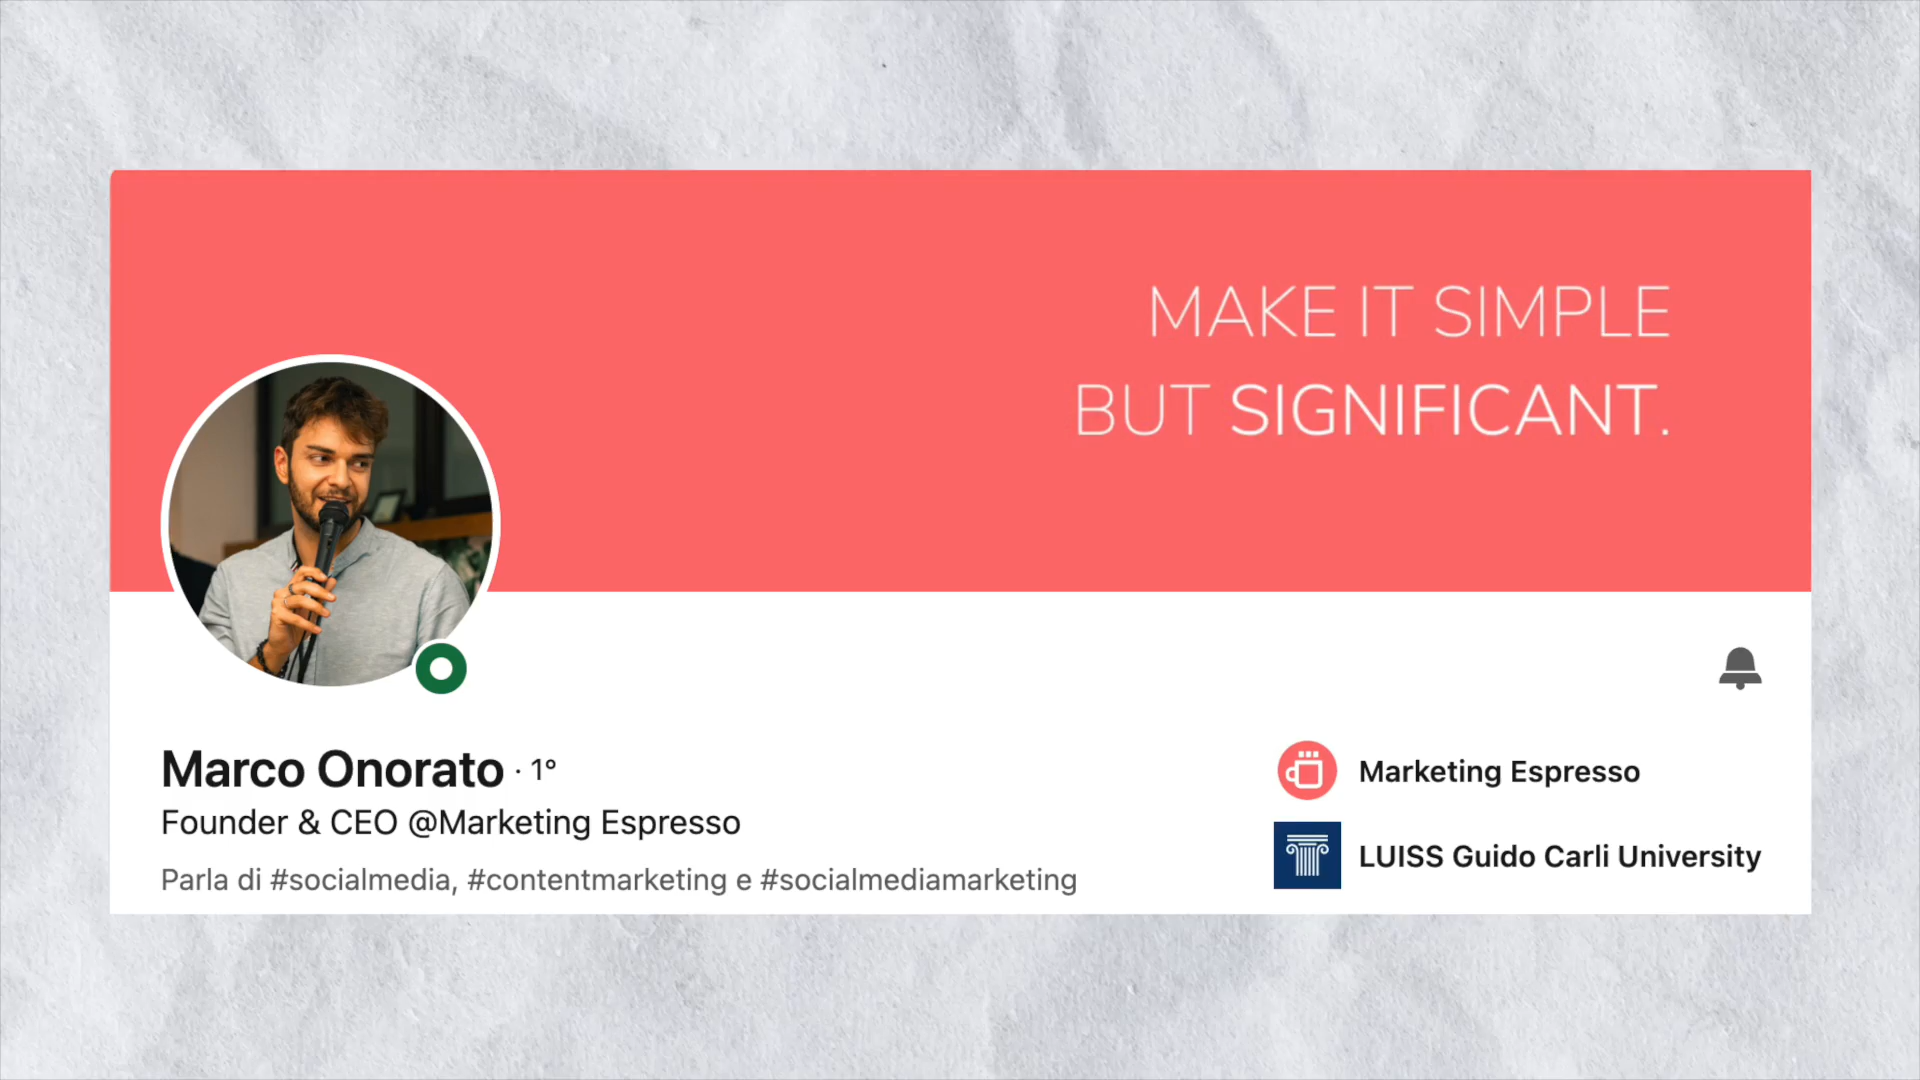 MAKE IT SIMPLE
BUT SIGNIFICANT.
Marco Onorato · 1°
Founder & CEO @Marketing Espresso
Parla di #socialmedia, #contentmarketing e #socialmediamarketing
Marketing Espresso
LUISS Guido Carli University